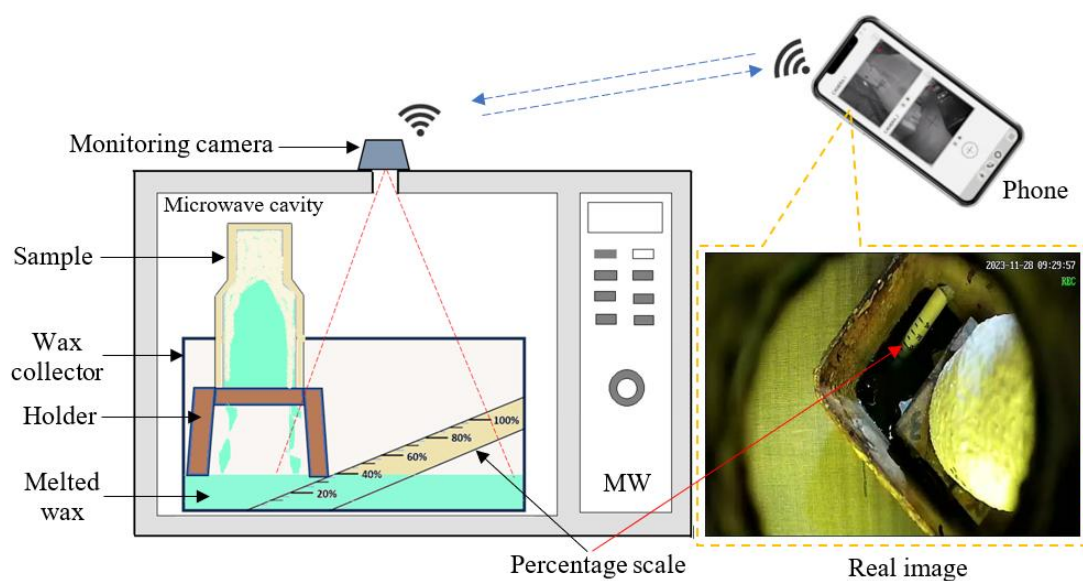 Monitoring camera
Microwave cavity
Sample
Wax
collector
Holder
Melted
wax
20%
40%
60%
80%
100%
MW
Percentage scale
Phone
2023-11-28 09:29:57
REC
Real image